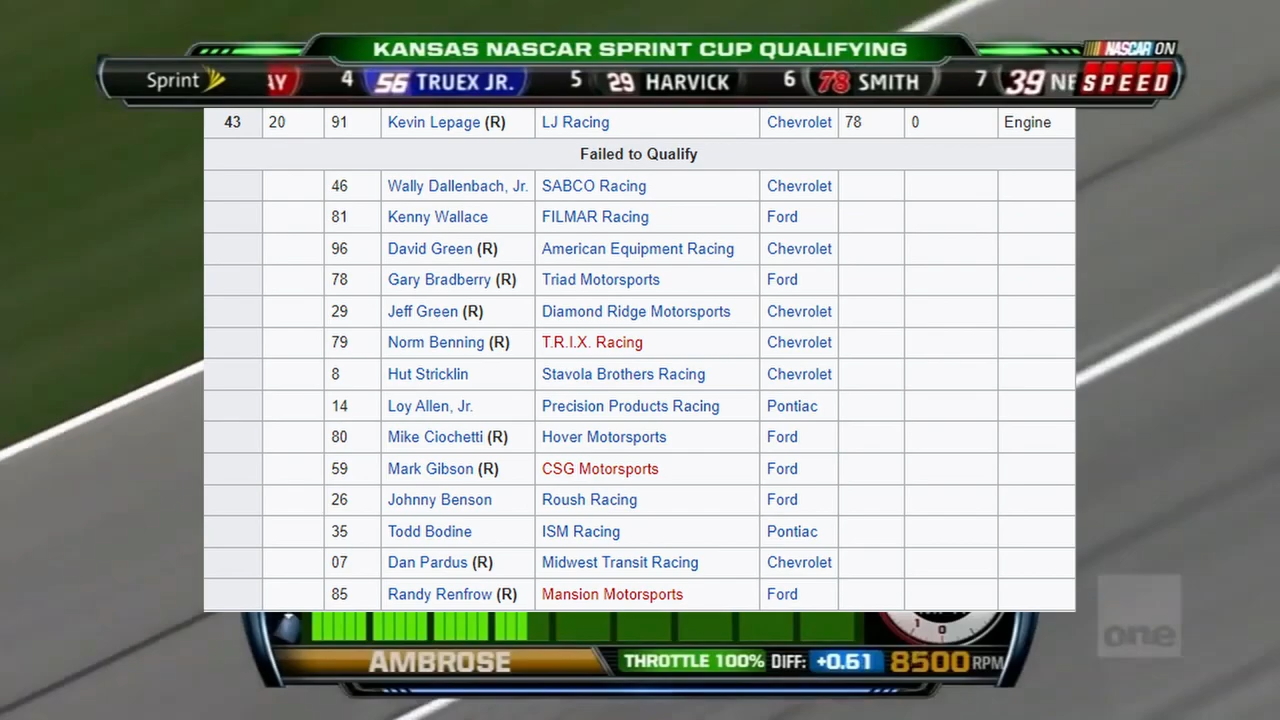 KANSAS NASCAR SPRINT CUP QUALIFYING
NASCAR ON
SPEED
Sprint AY 4 56 TRUEX JR. 5 29 HARVICK 6 78 SMITH 7 39 NE
43 20 91 Kevin Lepage (R) LJ Racing Chevrolet 78 0 Engine
Failed to Qualify
46 Wally Dallenbach, Jr. SABCO Racing Chevrolet
81 Kenny Wallace FILMAR Racing Ford
96 David Green (R) American Equipment Racing Chevrolet
78 Gary Bradberry (R) Triad Motorsports Ford
29 Jeff Green (R) Diamond Ridge Motorsports Chevrolet
79 Norm Benning (R) T.R.I.X. Racing Chevrolet
8 Hut Stricklin Stavola Brothers Racing Chevrolet
14 Loy Allen, Jr. Precision Products Racing Pontiac
80 Mike Ciochetti (R) Hover Motorsports Ford
59 Mark Gibson (R) CSG Motorsports Ford
26 Johnny Benson Roush Racing Ford
35 Todd Bodine ISM Racing Pontiac
07 Dan Pardus (R) Midwest Transit Racing Chevrolet
85 Randy Renfrow (R) Mansion Motorsports Ford
1 0
one
AMBROSE THROTTLE 100% DIFF: +0.61 8500 RPM